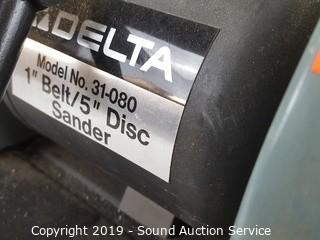 DELTA
Model No. 31-080
1" Belt/5" Disc
Sander
Copyright 2019 - Sound Auction Service